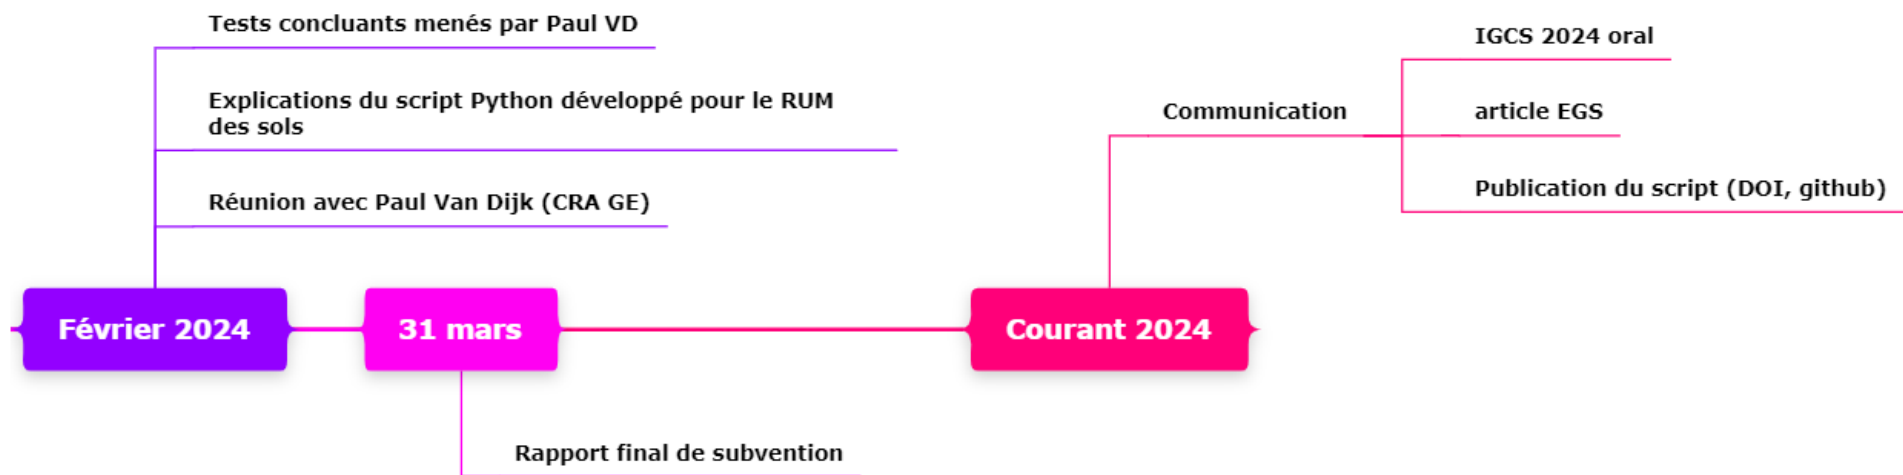 Tests concluants menés par Paul VD
Explications du script Python développé pour le RUM
des sols
Réunion avec Paul Van Dijk (CRA GE)
IGCS 2024 oral
Communication
article EGS
Publication du script (DOI, github)
Février 2024
31 mars
Courant 2024
Rapport final de subvention